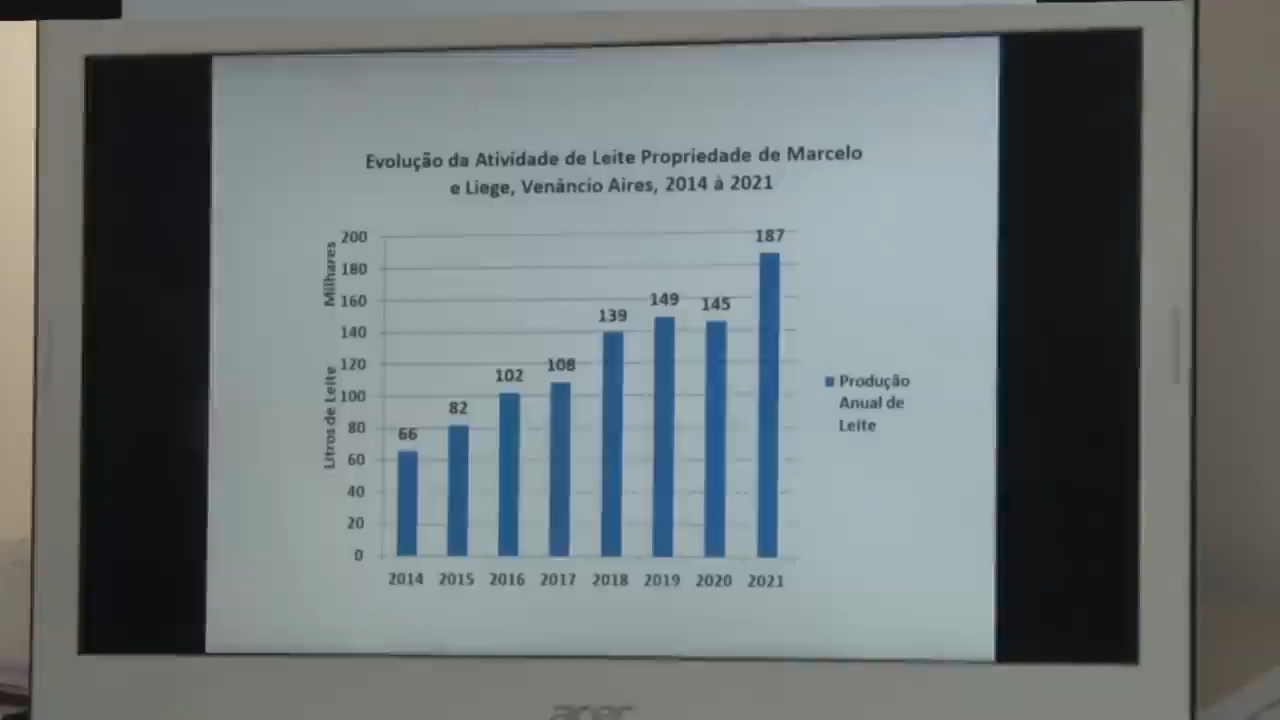 Evolução da Atividade de Leite Propriedade de Marcelo
e Liege, Venâncio Aires, 2014 à 2021
Litros de Leite Milhares
200
180
160
140
120
100
80
60
40
20
0
66
82
102
108
139
149
145
187
2014 2015 2016 2017 2018 2019 2020 2021
Produção
Anual de
Leite
acer